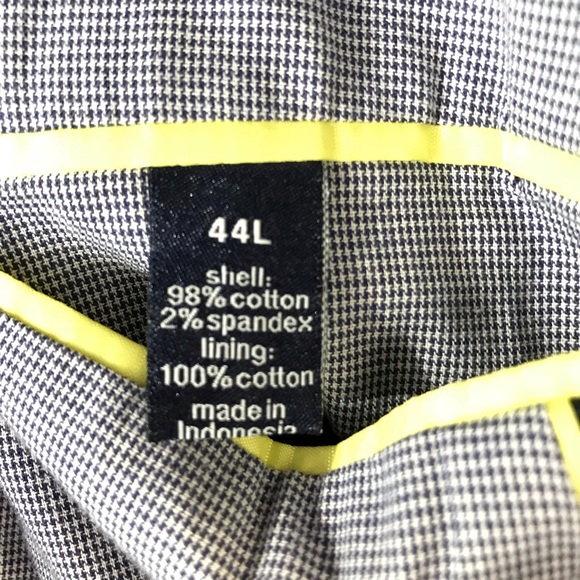 44L
shell:
98% cotton
2% spandex
lining:
100% cotton
made in
Indonesia